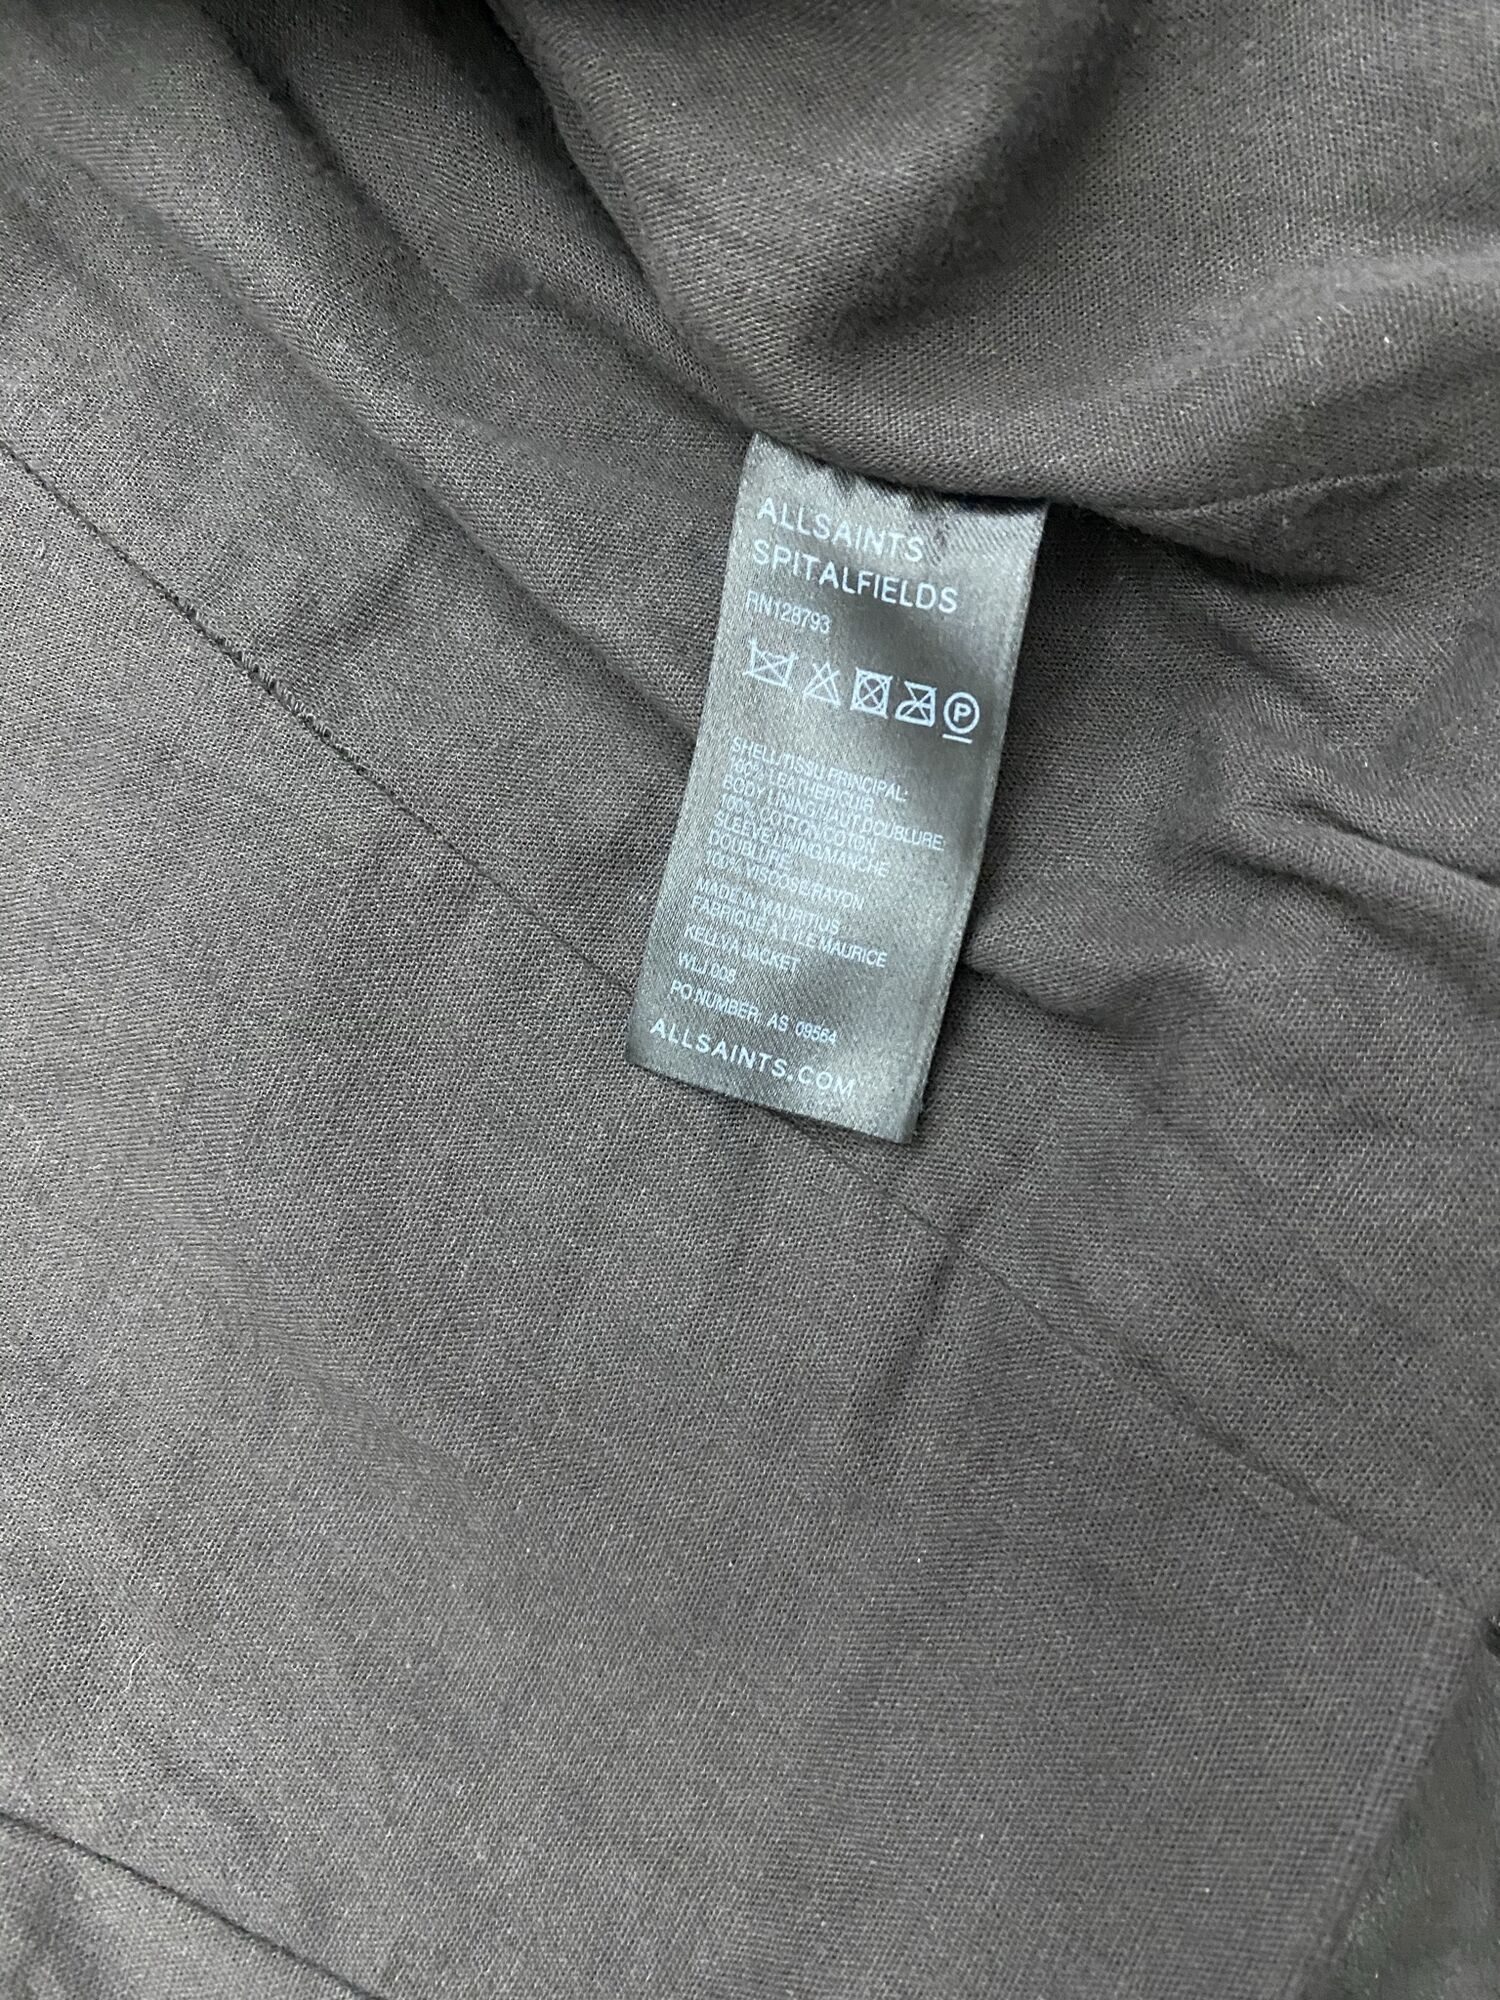 ALLSAINTS
SPITALFIELDS
RN128793
P
SHELL/TISSU PRINCIPAL:
100% LEATHER/CUIR
BODY LINING/HAUT DOUBLURE:
100% COTTON/COTON
SLEEVE LINING/MANCHE
DOUBLURE
100% VISCOSE/RAYON
MADE IN MAURITIUS
FABRIQUE A L'ILE MAURICE
KELLVA JACKET
WLJ 008
PO NUMBER: AS 09564
ALLSAINTS.COM